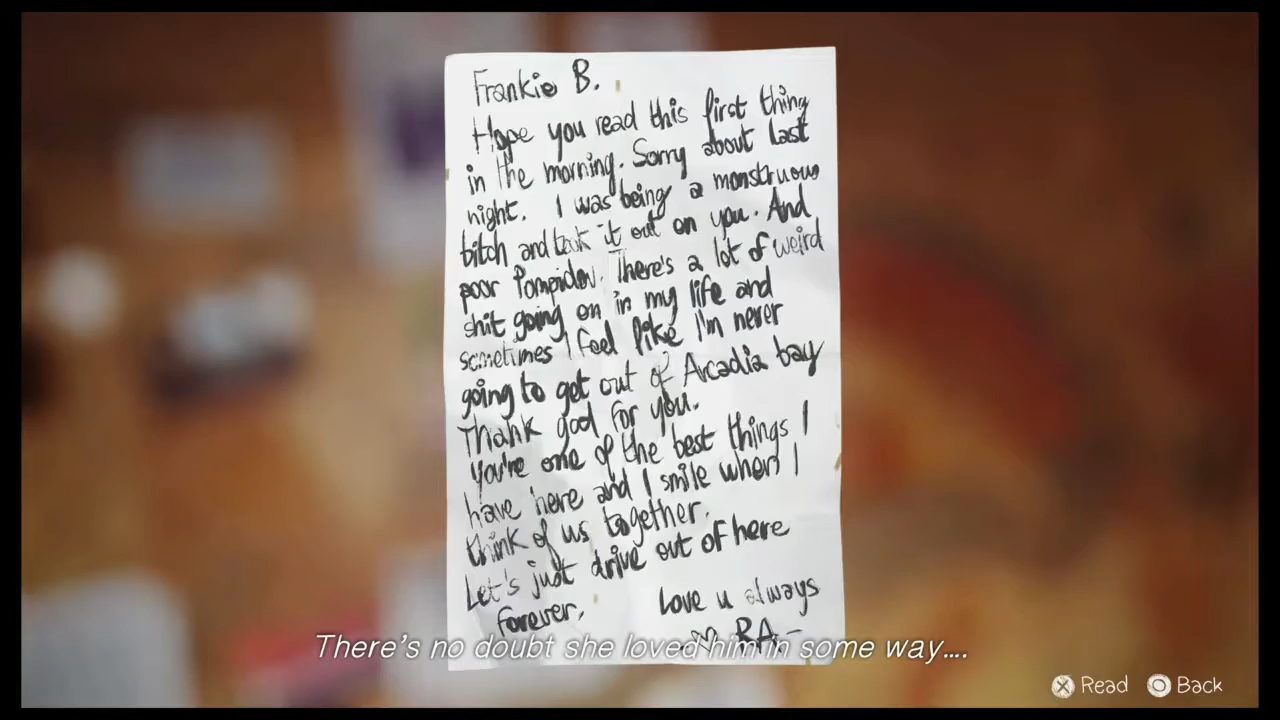 Frankie B.
Hope you read this first thing
in the morning. Sorry about last
night. I was being a monstruous
bitch and took it out on you. And
poor Pompidou. There's a lot of weird
shit going on in my life and
sometimes I feel like I'm never
going to get out of Arcadia bay
Thank god for you.
You're one of the best things I
have here and I smile when I
think of us together.
Let's just drive out of here
forever.
Love u always
♡ RA -
There's no doubt she loved him in some way....
Ⓧ Read Ⓞ Back